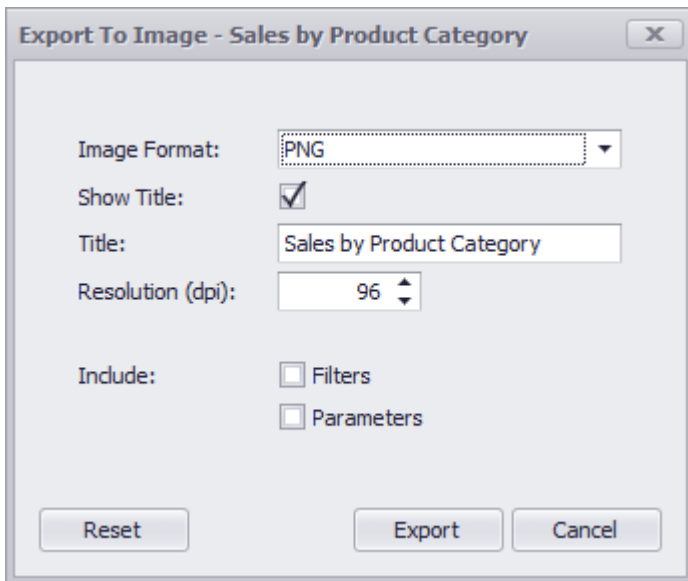 Export To Image - Sales by Product Category
Image Format: PNG
Show Title:
Title: Sales by Product Category
Resolution (dpi): 96
Include: Filters
Parameters
Reset Export Cancel